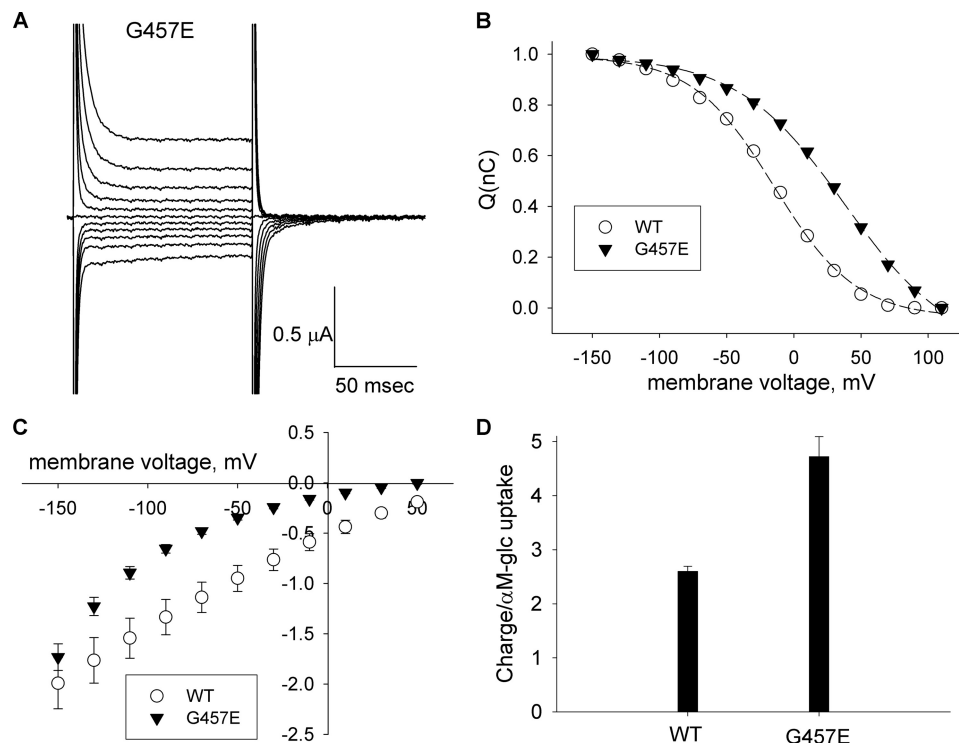 A
G457E
0.5 μA
50 msec
B
Q(nC)
1.0
0.8
0.6
0.4
0.2
0.0
WT
G457E
-150
-100
-50
0
50
100
membrane voltage, mV
C
membrane voltage, mV
0.5
0.0
-0.5
-1.0
-1.5
-2.0
-2.5
-150
-100
-50
0
50
WT
G457E
D
Charge/αM-glc uptake
5
4
3
2
1
0
WT
G457E